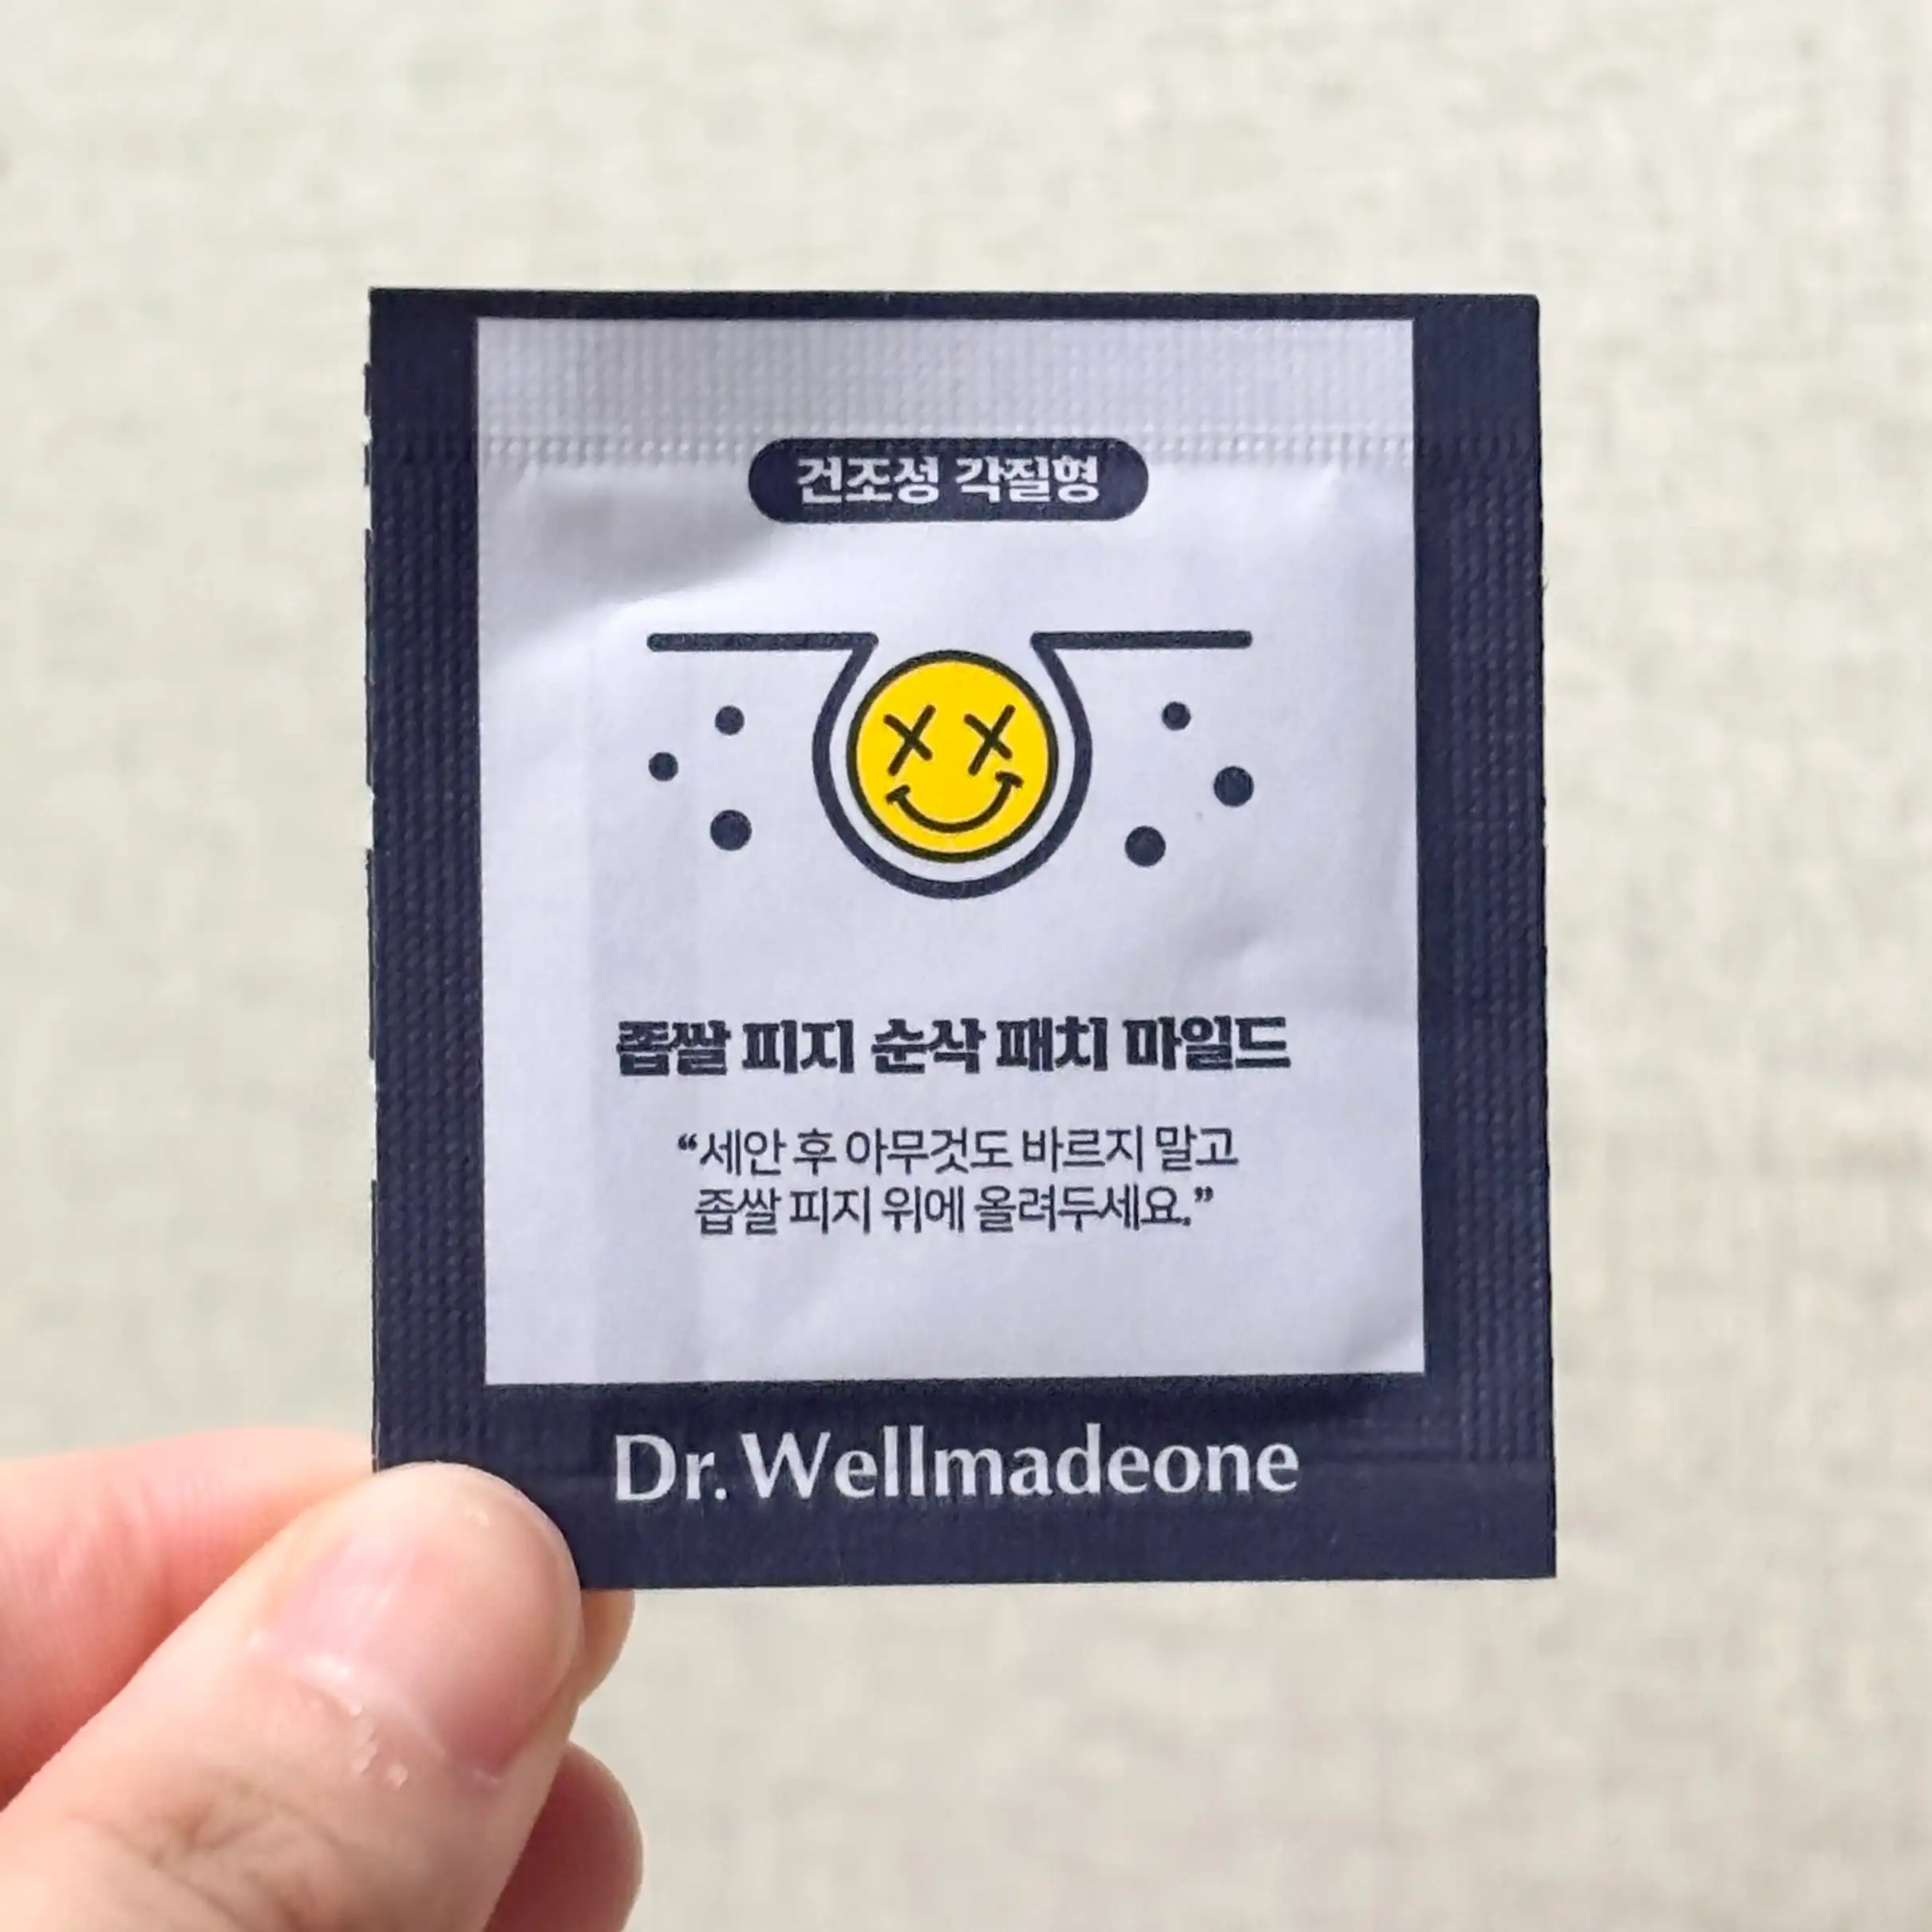 건조성 각질형
좁쌀 피지 순삭 패치 마일드
“세안 후 아무것도 바르지 말고
좁쌀 피지 위에 올려두세요.”
Dr. Wellmadeone